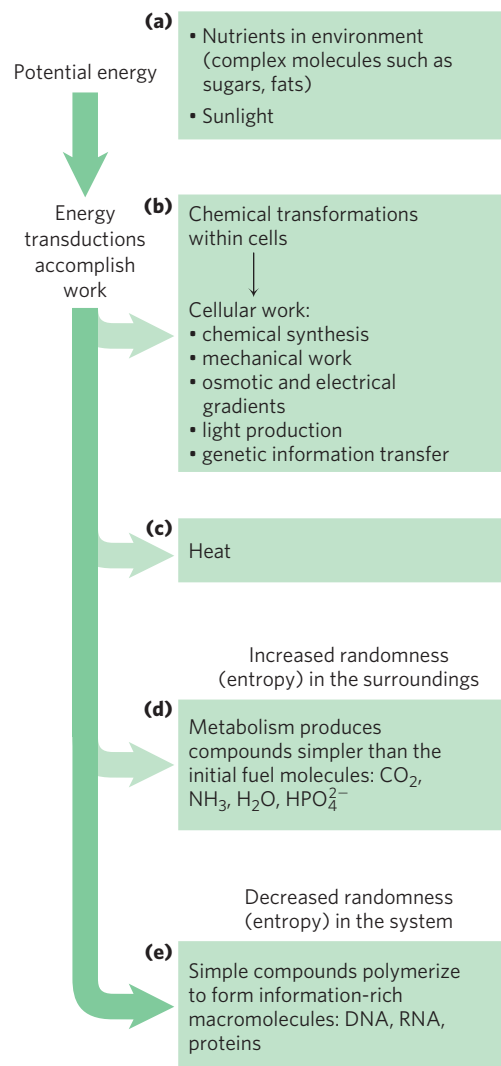 (a)
• Nutrients in environment
(complex molecules such as
sugars, fats)
• Sunlight
Potential energy
Energy
transductions
accomplish
work
(b)
Chemical transformations
within cells
Cellular work:
• chemical synthesis
• mechanical work
• osmotic and electrical
gradients
• light production
• genetic information transfer
(c)
Heat
Increased randomness
(entropy) in the surroundings
(d)
Metabolism produces
compounds simpler than the
initial fuel molecules: CO₂,
NH₃, H₂O, HPO₄²⁻
Decreased randomness
(entropy) in the system
(e)
Simple compounds polymerize
to form information-rich
macromolecules: DNA, RNA,
proteins